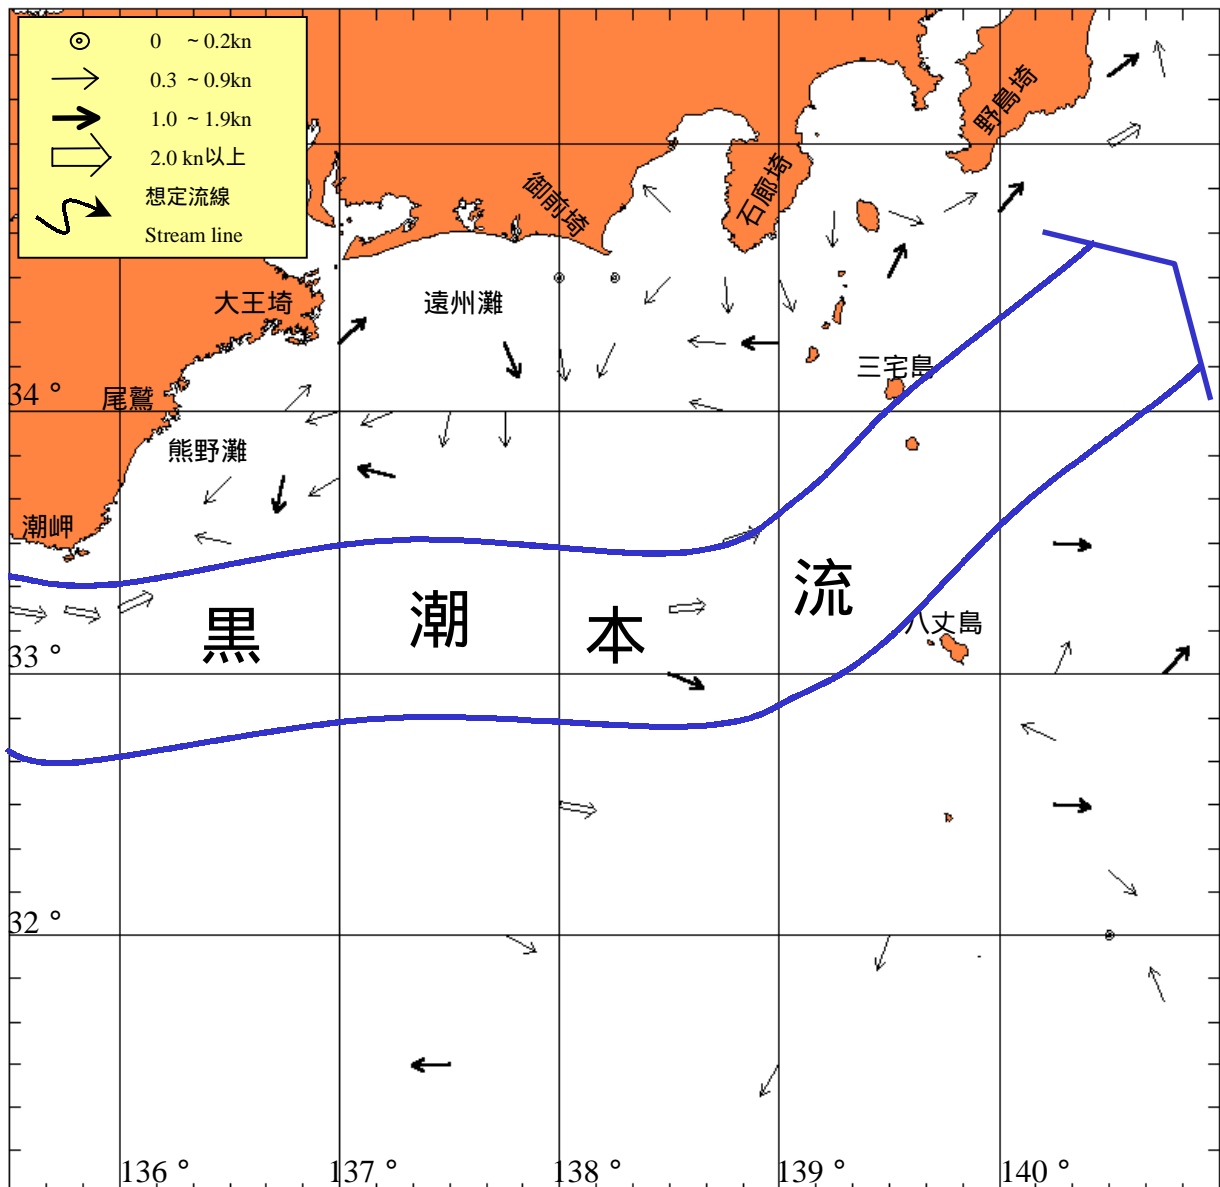 0 ~ 0.2kn
0.3 ~ 0.9kn
1.0 ~ 1.9kn
2.0 kn以上
想定流線
Stream line
野島埼
石廊埼
御前埼
大王埼
遠州灘
三宅島
34 °
尾鷲
熊野灘
潮岬
黒潮本流
八丈島
33 °
32 °
136 °
137 °
138 °
139 °
140 °